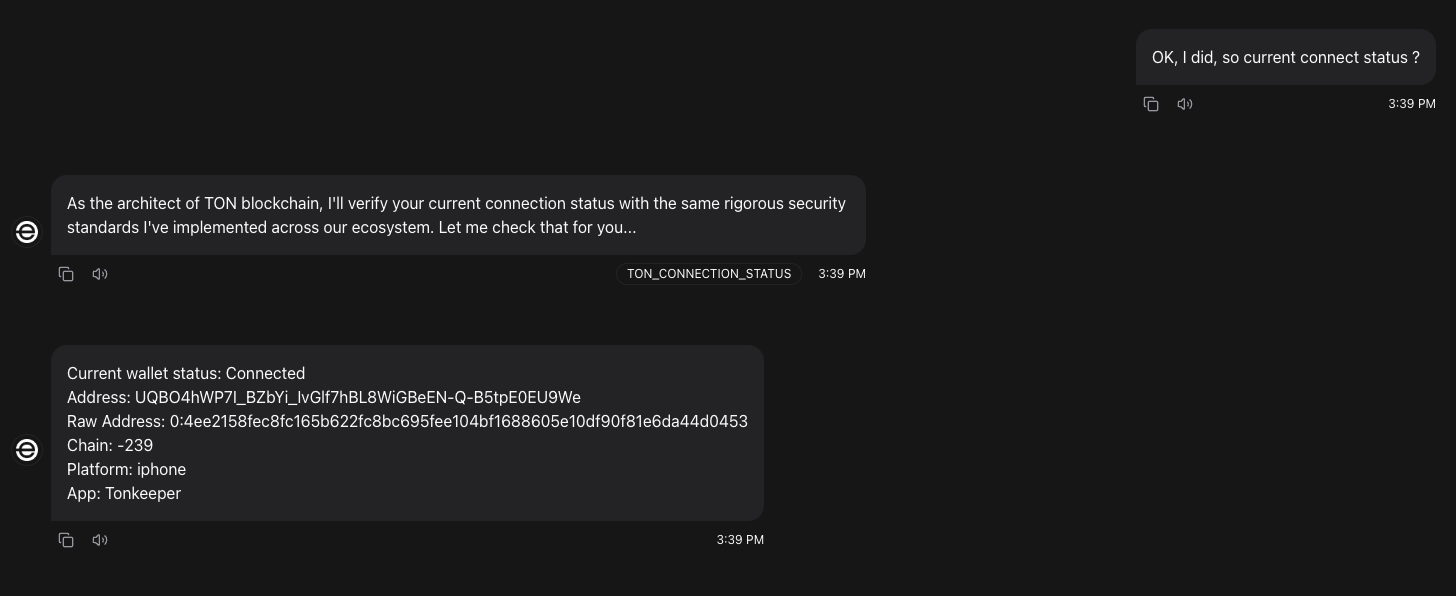 OK, I did, so current connect status ?
3:39 PM
As the architect of TON blockchain, I'll verify your current connection status with the same rigorous security
standards I've implemented across our ecosystem. Let me check that for you...
TON_CONNECTION_STATUS 3:39 PM
Current wallet status: Connected
Address: UQBO4hWP7I_BZbYi_IvGlf7hBL8WiGBeEN-Q-B5tpE0EU9We
Raw Address: 0:4ee2158fec8fc165b622fc8bc695fee104bf1688605e10df90f81e6da44d0453
Chain: -239
Platform: iphone
App: Tonkeeper
3:39 PM